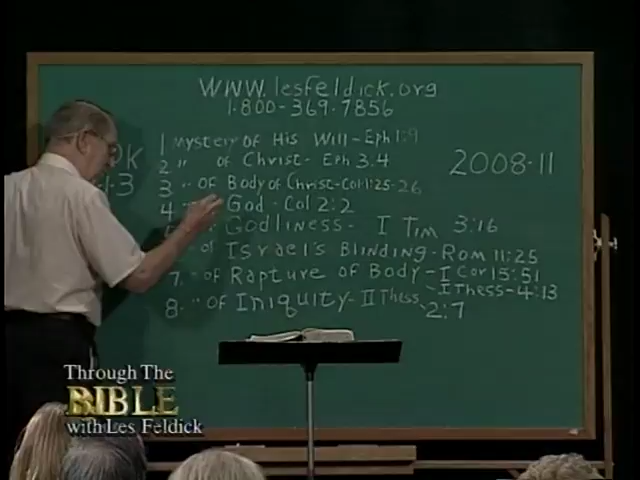 WWW.lesfeldick.org
1-800-369-7856
1 Mystery of His Will - Eph 1:9
2 " of Christ - Eph 3:4
2008-11
3 " of Body of Christ-Col 1:25-26
4 God - Col 2:2
Godliness - I Tim 3:16
of Israel's Blinding - Rom 11:25
7 " of Rapture of Body - I Cor 15:51
- I Thess - 4:13
8 " of Iniquity - II Thess 2:7
Through The
BIBLE
with Les Feldick